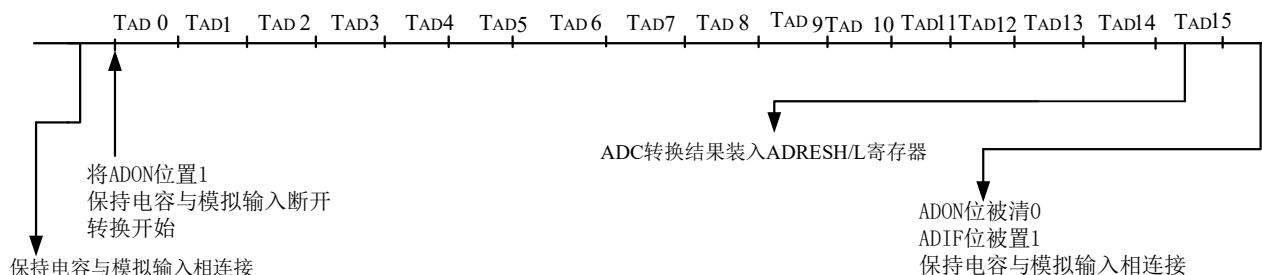 TAD 0 TAD1 TAD 2 TAD3 TAD4 TAD5 TAD 6 TAD7 TAD 8 TAD 9 TAD 10 TAD11 TAD12 TAD13 TAD14 TAD15
ADC转换结果装入ADRESH/L寄存器
将ADON位置1
保持电容与模拟输入断开
转换开始
ADON位被清0
ADIF位被置1
保持电容与模拟输入相连接
保持电容与模拟输入相连接